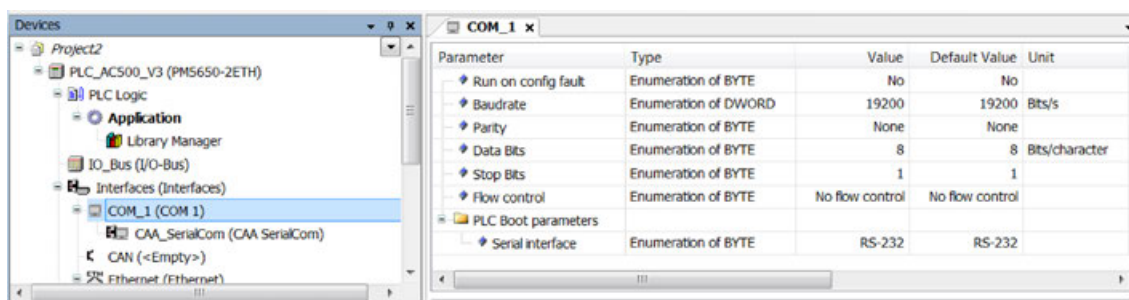 Devices
Project2
PLC_AC500_V3 (PM5650-2ETH)
PLC Logic
Application
Library Manager
IO_Bus (I/O-Bus)
Interfaces (Interfaces)
COM_1 (COM 1)
CAA_SerialCom (CAA SerialCom)
CAN (<Empty>)
Ethernet (Ethernet)
COM_1
Parameter Type Value Default Value Unit
Run on config fault Enumeration of BYTE No No
Baudrate Enumeration of DWORD 19200 19200 Bits/s
Parity Enumeration of BYTE None None
Data Bits Enumeration of BYTE 8 8 Bits/character
Stop Bits Enumeration of BYTE 1 1
Flow control Enumeration of BYTE No flow control No flow control
PLC Boot parameters
Serial interface Enumeration of BYTE RS-232 RS-232